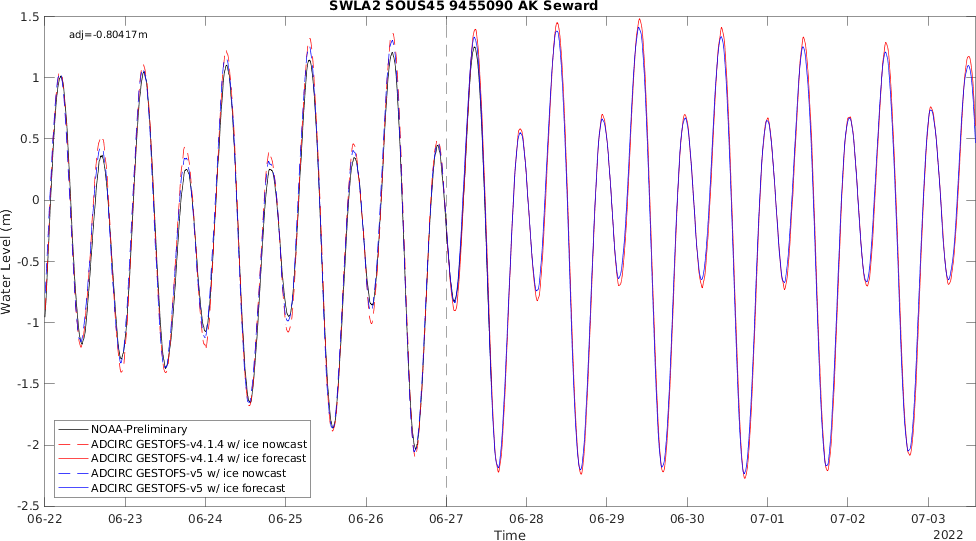 SWLA2 SOUS45 9455090 AK Seward
adj=-0.80417m
1.5
1
0.5
0
-0.5
-1
-1.5
-2
-2.5
Water Level (m)
NOAA-Preliminary
ADCIRC GESTOFS-v4.1.4 w/ ice nowcast
ADCIRC GESTOFS-v4.1.4 w/ ice forecast
ADCIRC GESTOFS-v5 w/ ice nowcast
ADCIRC GESTOFS-v5 w/ ice forecast
06-22 06-23 06-24 06-25 06-26 06-27 06-28 06-29 06-30 07-01 07-02 07-03
Time
2022